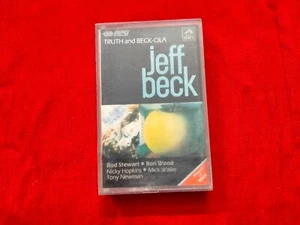 TRUTH and BECK-OLA
jeff
beck
Rod Stewart • Ron Wood
Nicky Hopkins • Mick Waller
Tony Newman